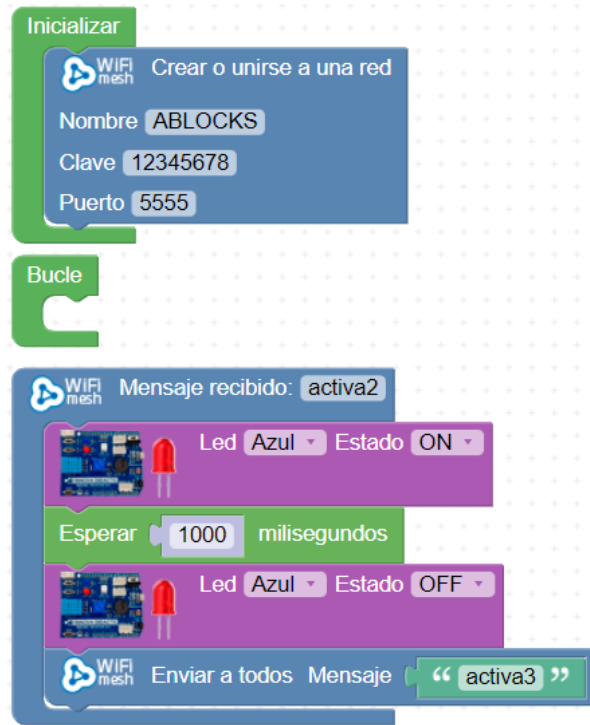 Inicializar
WiFi mesh Crear o unirse a una red
Nombre ABLOCKS
Clave 12345678
Puerto 5555
Bucle
WiFi mesh Mensaje recibido: activa2
Led Azul Estado ON
Esperar 1000 milisegundos
Led Azul Estado OFF
WiFi mesh Enviar a todos Mensaje “ activa3 ”